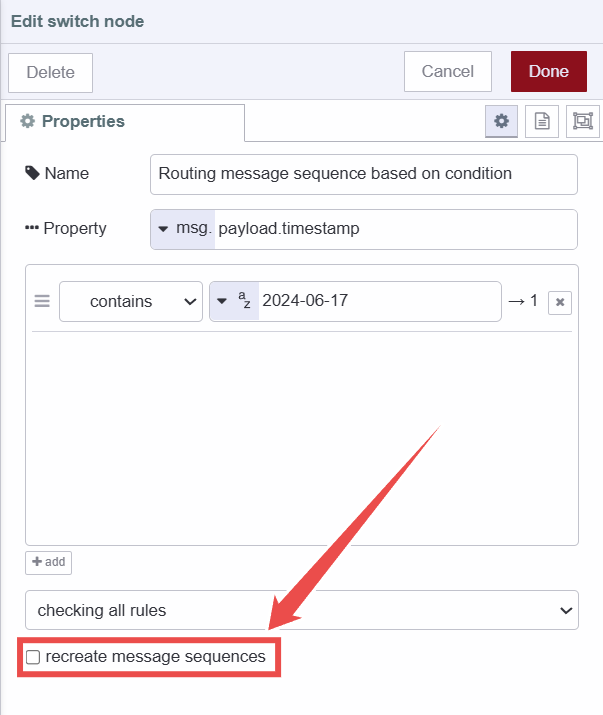 Edit switch node
Delete
Cancel
Done
Properties
Name
Routing message sequence based on condition
Property
msg. payload.timestamp
contains
az 2024-06-17
→ 1
add
checking all rules
recreate message sequences